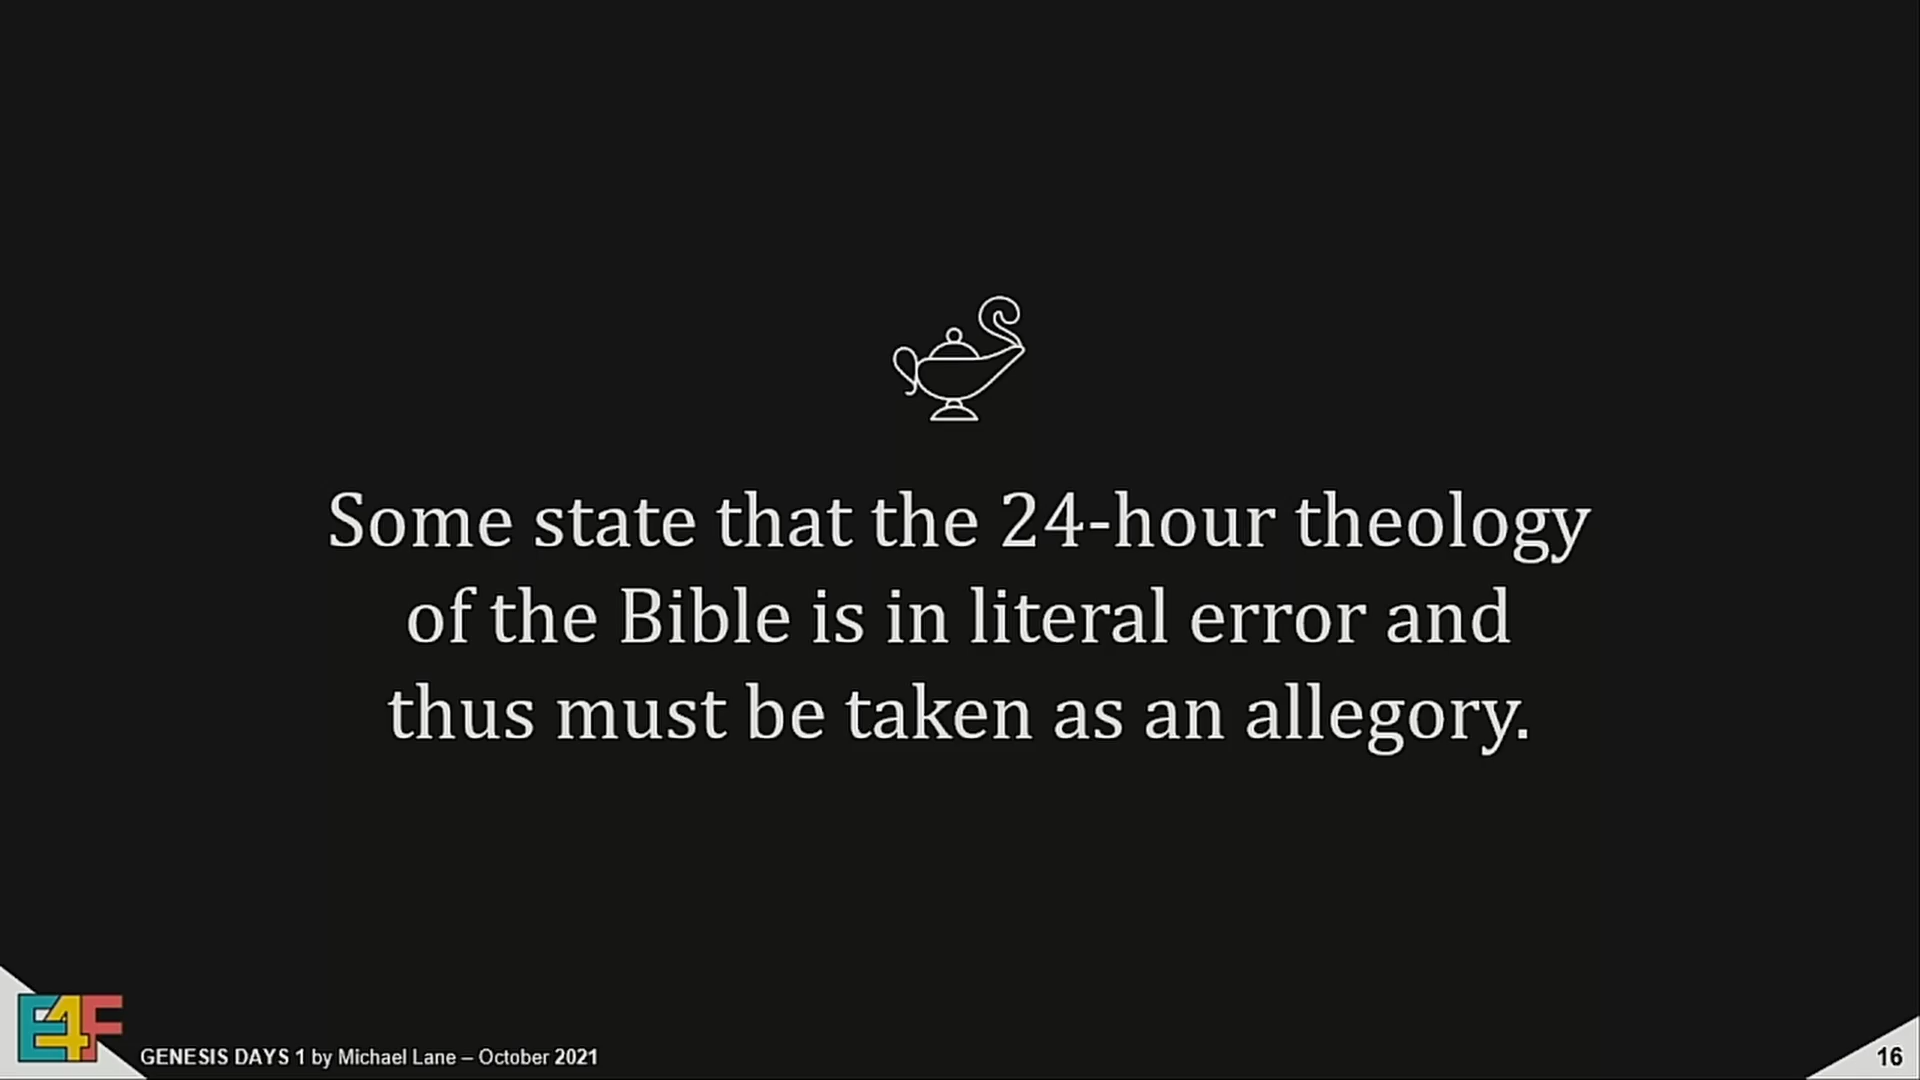 Some state that the 24-hour theology
of the Bible is in literal error and
thus must be taken as an allegory.
E4F
GENESIS DAYS 1 by Michael Lane – October 2021
16